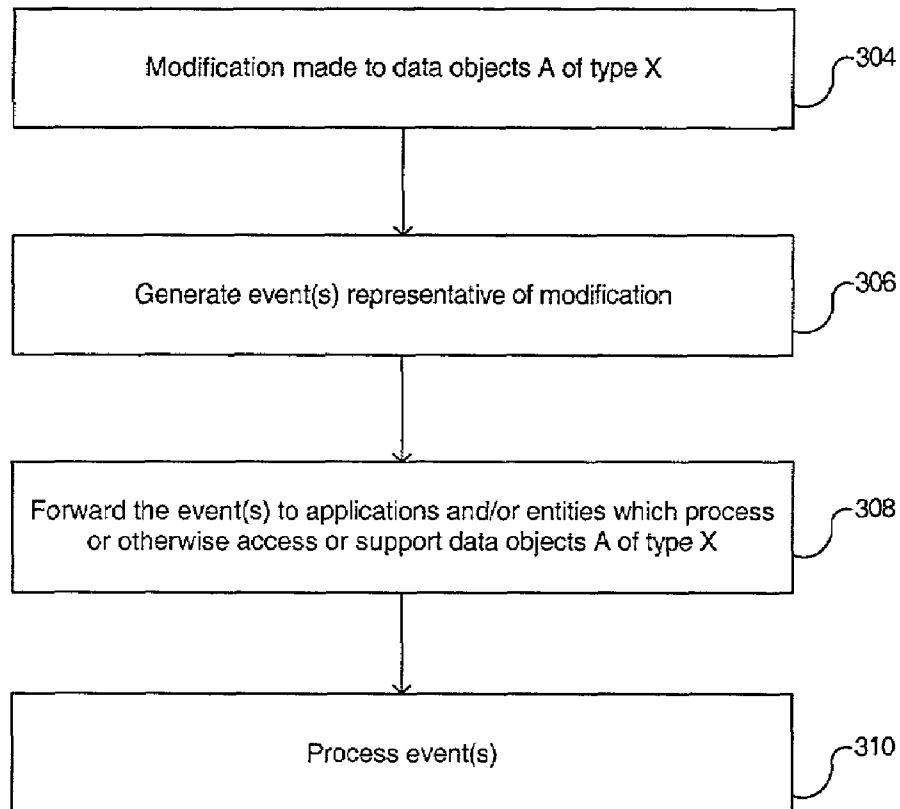 Modification made to data objects A of type X
304
Generate event(s) representative of modification
306
Forward the event(s) to applications and/or entities which process
or otherwise access or support data objects A of type X
308
Process event(s)
310